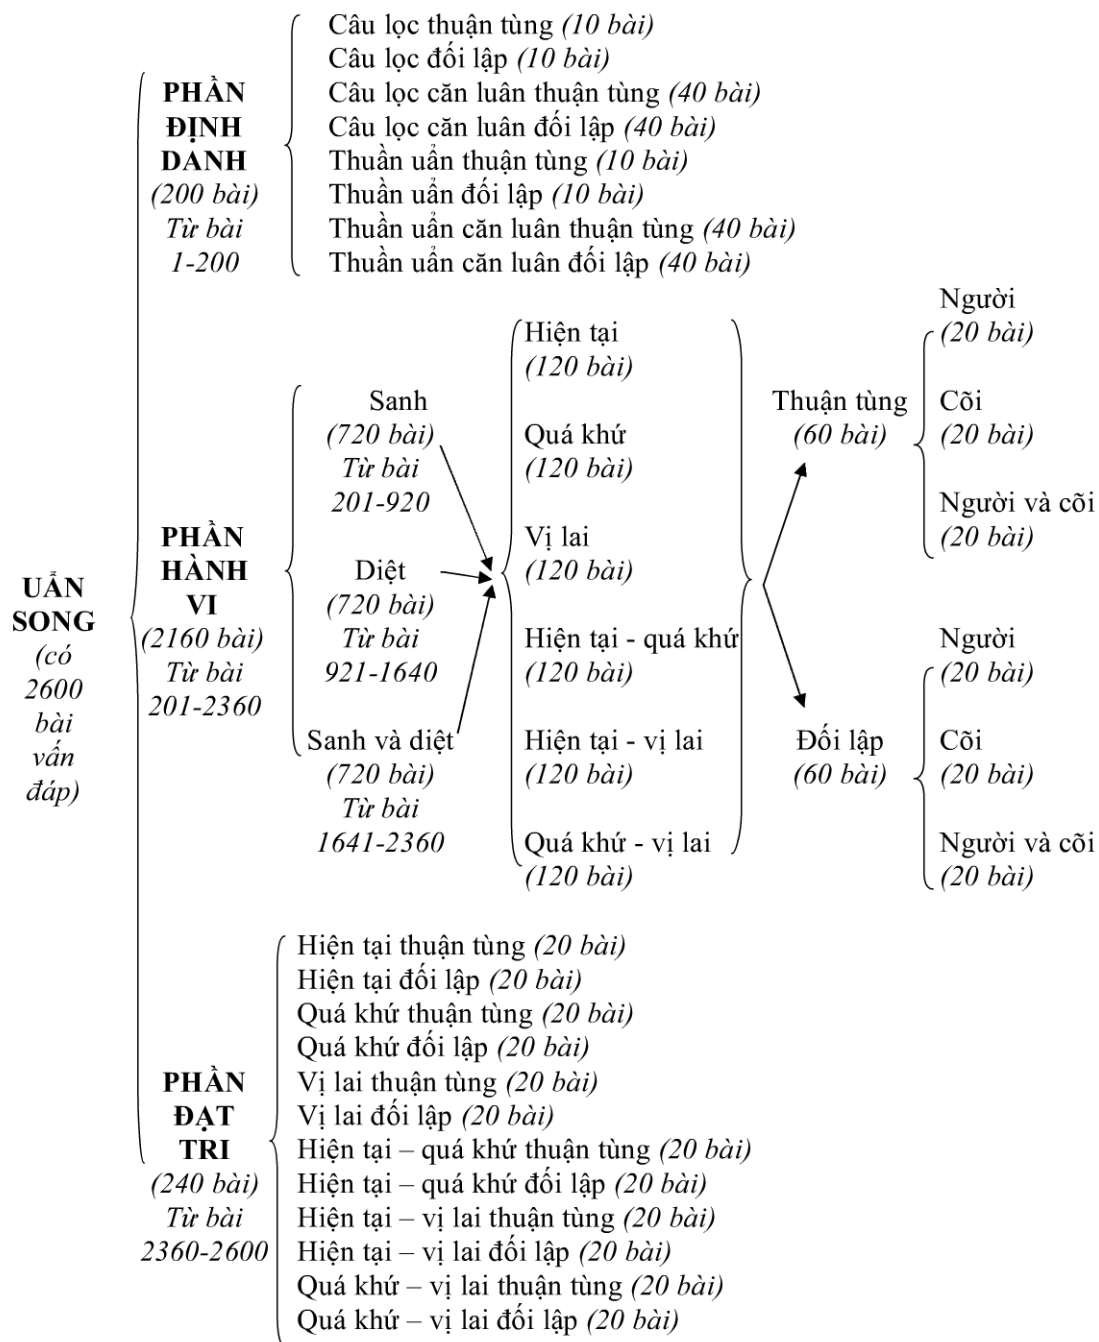 UẨN
SONG
(có
2600
bài
vấn
đáp)
PHẦN
ĐỊNH
DANH
(200 bài)
Từ bài
1-200
Câu lọc thuận tùng (10 bài)
Câu lọc đối lập (10 bài)
Câu lọc căn luân thuận tùng (40 bài)
Câu lọc căn luân đối lập (40 bài)
Thuần uẩn thuận tùng (10 bài)
Thuần uẩn đối lập (10 bài)
Thuần uẩn căn luân thuận tùng (40 bài)
Thuần uẩn căn luân đối lập (40 bài)
PHẦN
HÀNH
VI
(2160 bài)
Từ bài
201-2360
Sanh
(720 bài)
Từ bài
201-920
Diệt
(720 bài)
Từ bài
921-1640
Sanh và diệt
(720 bài)
Từ bài
1641-2360
Hiện tại
(120 bài)
Quá khứ
(120 bài)
Vị lai
(120 bài)
Hiện tại - quá khứ
(120 bài)
Hiện tại - vị lai
(120 bài)
Quá khứ - vị lai
(120 bài)
Thuận tùng
(60 bài)
Người
(20 bài)
Cõi
(20 bài)
Người và cõi
(20 bài)
Đối lập
(60 bài)
Người
(20 bài)
Cõi
(20 bài)
Người và cõi
(20 bài)
PHẦN
ĐẠT
TRI
(240 bài)
Từ bài
2360-2600
Hiện tại thuận tùng (20 bài)
Hiện tại đối lập (20 bài)
Quá khứ thuận tùng (20 bài)
Quá khứ đối lập (20 bài)
Vị lai thuận tùng (20 bài)
Vị lai đối lập (20 bài)
Hiện tại – quá khứ thuận tùng (20 bài)
Hiện tại – quá khứ đối lập (20 bài)
Hiện tại – vị lai thuận tùng (20 bài)
Hiện tại – vị lai đối lập (20 bài)
Quá khứ – vị lai thuận tùng (20 bài)
Quá khứ – vị lai đối lập (20 bài)